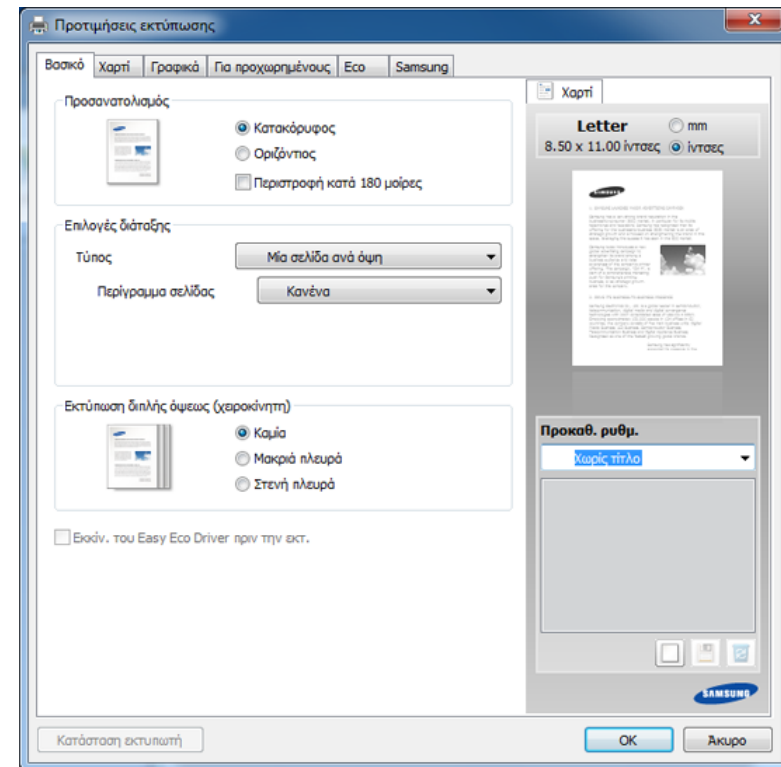 Προτιμήσεις εκτύπωσης
Βασικό Χαρτί Γραφικά Για προχωρημένους Eco Samsung
Προσανατολισμός
Κατακόρυφος
Οριζόντιος
Περιστροφή κατά 180 μοίρες
Επιλογές διάταξης
Τύπος Μία σελίδα ανά όψη
Περίγραμμα σελίδας Κανένα
Εκτύπωση διπλής όψεως (χειροκίνητη)
Καμία
Μακριά πλευρά
Στενή πλευρά
Εκκίν. του Easy Eco Driver πριν την εκτ.
Χαρτί
Letter mm
8.50 x 11.00 ίντσες ίντσες
SAMSUNG
Προκαθ. ρυθμ.
Χωρίς τίτλο
SAMSUNG
Κατάσταση εκτυπωτή OK Άκυρο